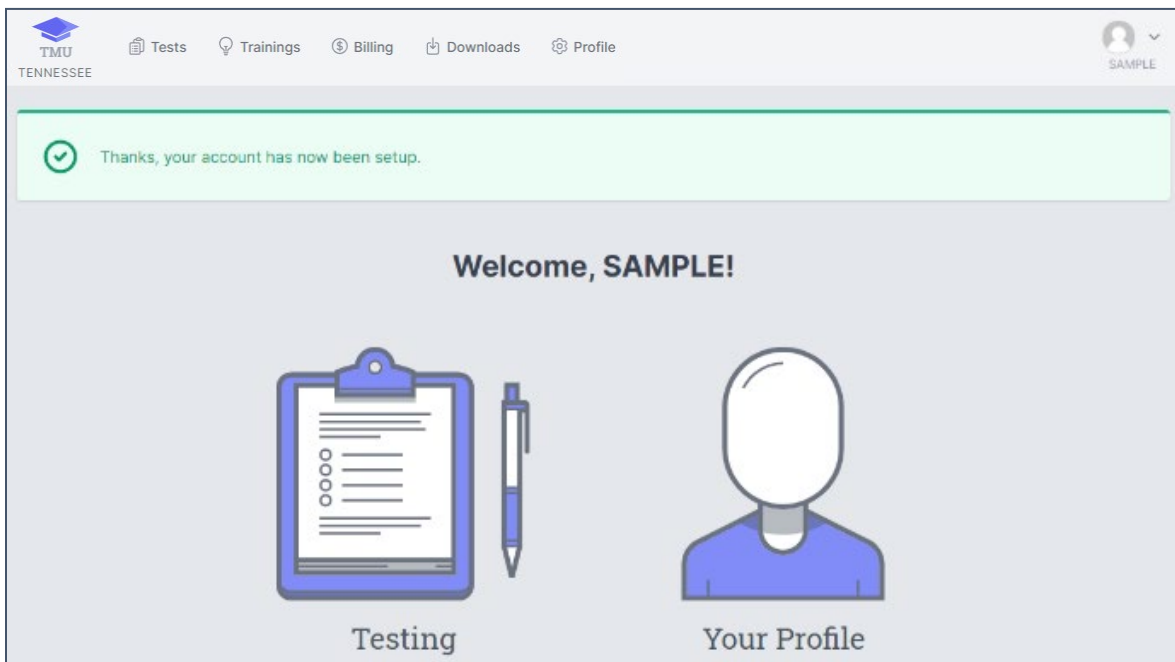 TMU
TENNESSEE
Tests
Trainings
Billing
Downloads
Profile
SAMPLE
Thanks, your account has now been setup.
Welcome, SAMPLE!
Testing
Your Profile